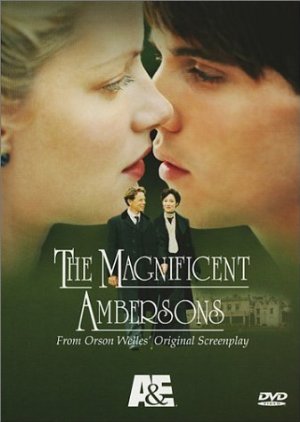 THE MAGNIFICENT
AMBERSONS
From Orson Welles' Original Screenplay
A&E
DVD
VIDEO